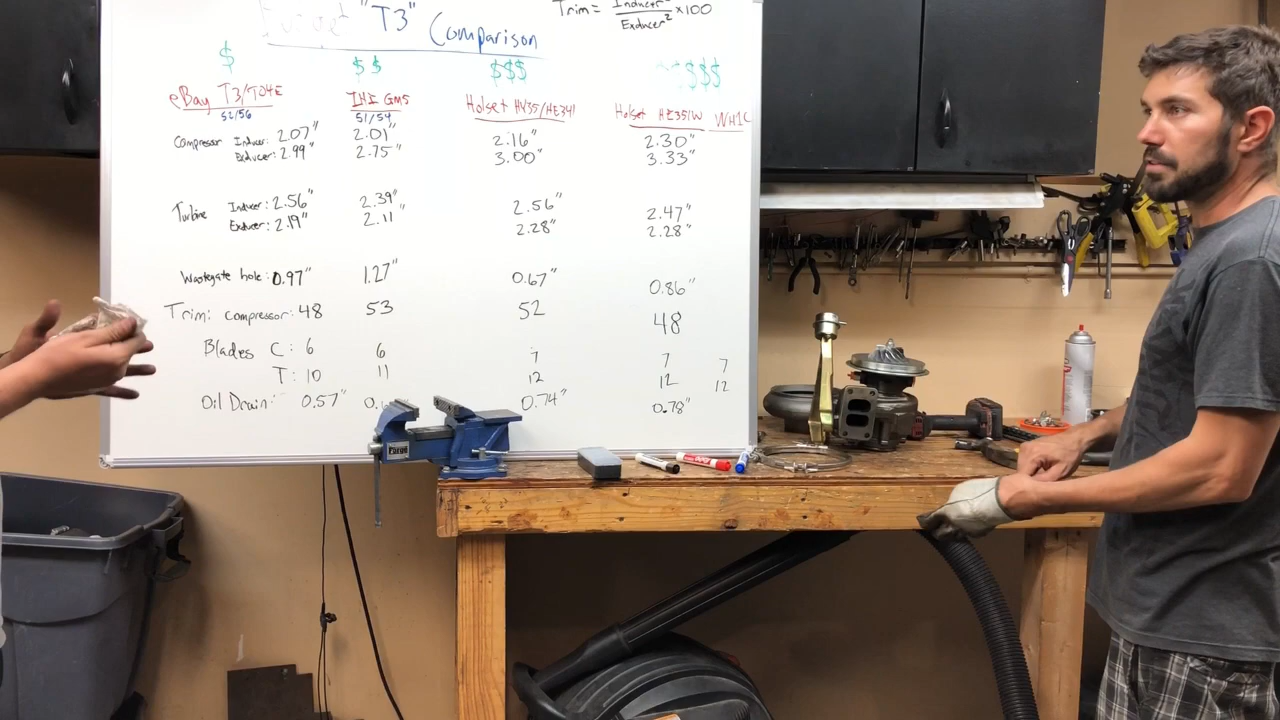 "T3" Comparison
Trim = Inducer² / Exducer² x100
$ $$ $$$ $$$
eBay T3/T04E IHI GM5 Holset HY35/HE341 Holset HE351W WH1C
52/56 51/54
Compressor Inducer: 2.07" 2.01" 2.16" 2.30"
Exducer: 2.99" 2.75" 3.00" 3.33"
Turbine Inducer: 2.56" 2.39" 2.56" 2.47"
Exducer: 2.19" 2.11" 2.28" 2.28"
Wastegate hole: 0.97" 1.27" 0.67" 0.86"
Trim: Compressor: 48 53 52 48
Blades C: 6 6 7 7 7
T: 10 11 12 12 12
Oil Drain: 0.57" 0. 0.74" 0.78"